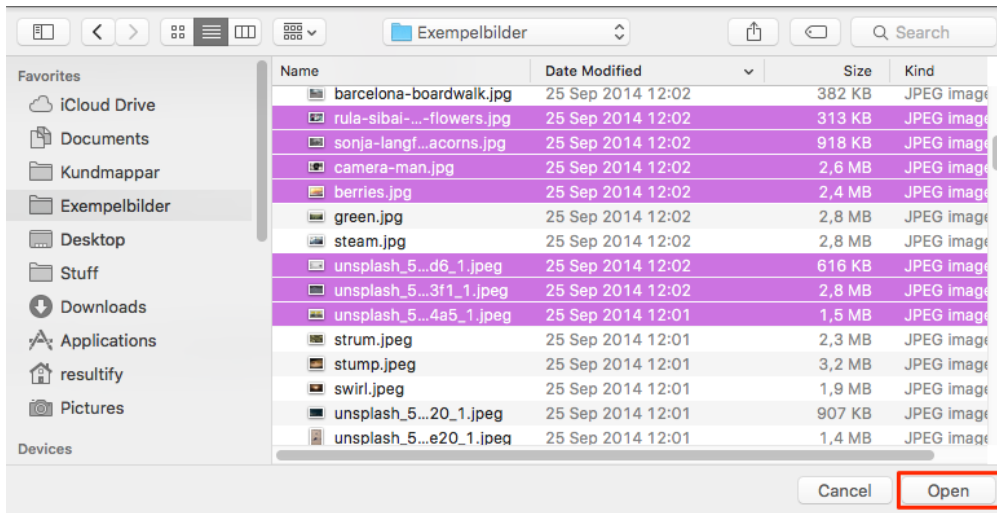 Exempelbilder Search
Favorites
iCloud Drive
Documents
Kundmappar
Exempelbilder
Desktop
Stuff
Downloads
Applications
resultify
Pictures
Devices
Name Date Modified Size Kind
barcelona-boardwalk.jpg 25 Sep 2014 12:02 382 KB JPEG image
rula-sibai-...-flowers.jpg 25 Sep 2014 12:02 313 KB JPEG image
sonja-langf...acorns.jpg 25 Sep 2014 12:02 918 KB JPEG image
camera-man.jpg 25 Sep 2014 12:02 2,6 MB JPEG image
berries.jpg 25 Sep 2014 12:02 2,4 MB JPEG image
green.jpg 25 Sep 2014 12:02 2,8 MB JPEG image
steam.jpg 25 Sep 2014 12:02 2,8 MB JPEG image
unsplash_5...d6_1.jpeg 25 Sep 2014 12:02 616 KB JPEG image
unsplash_5...3f1_1.jpeg 25 Sep 2014 12:02 2,8 MB JPEG image
unsplash_5...4a5_1.jpeg 25 Sep 2014 12:01 1,5 MB JPEG image
strum.jpeg 25 Sep 2014 12:01 2,3 MB JPEG image
stump.jpeg 25 Sep 2014 12:01 3,2 MB JPEG image
swirl.jpeg 25 Sep 2014 12:01 1,9 MB JPEG image
unsplash_5...20_1.jpeg 25 Sep 2014 12:01 907 KB JPEG image
unsplash_5...e20_1.jpeg 25 Sep 2014 12:01 1,4 MB JPEG image
Cancel Open